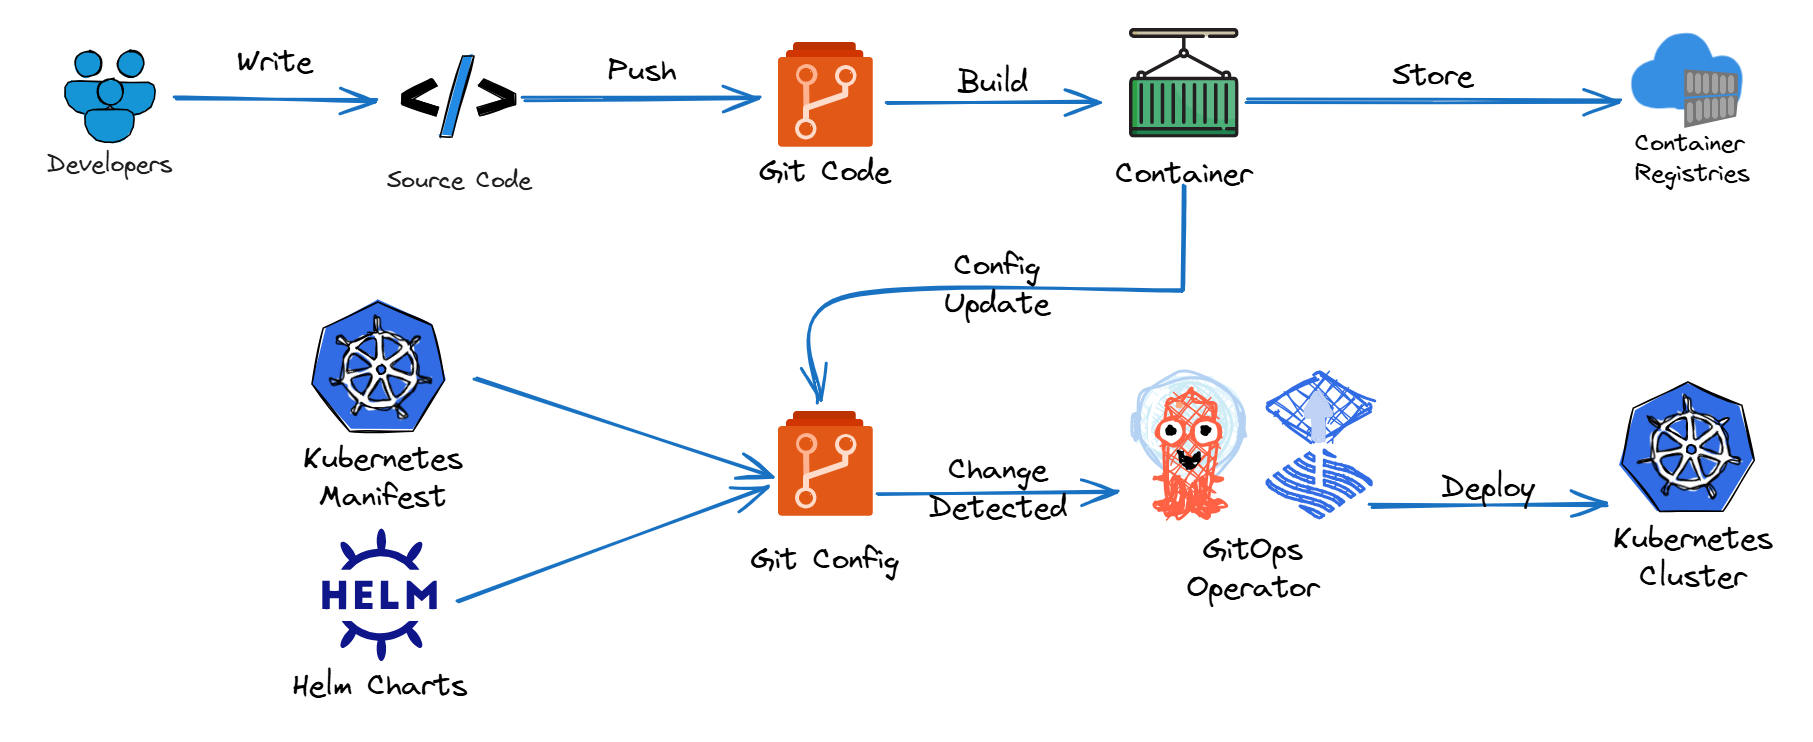 Write
Developers
Source Code
Push
Git Code
Build
Container
Store
Container
Registries
Config
Update
Kubernetes
Manifest
HELM
Helm Charts
Git Config
Change
Detected
GitOps
Operator
Deploy
Kubernetes
Cluster